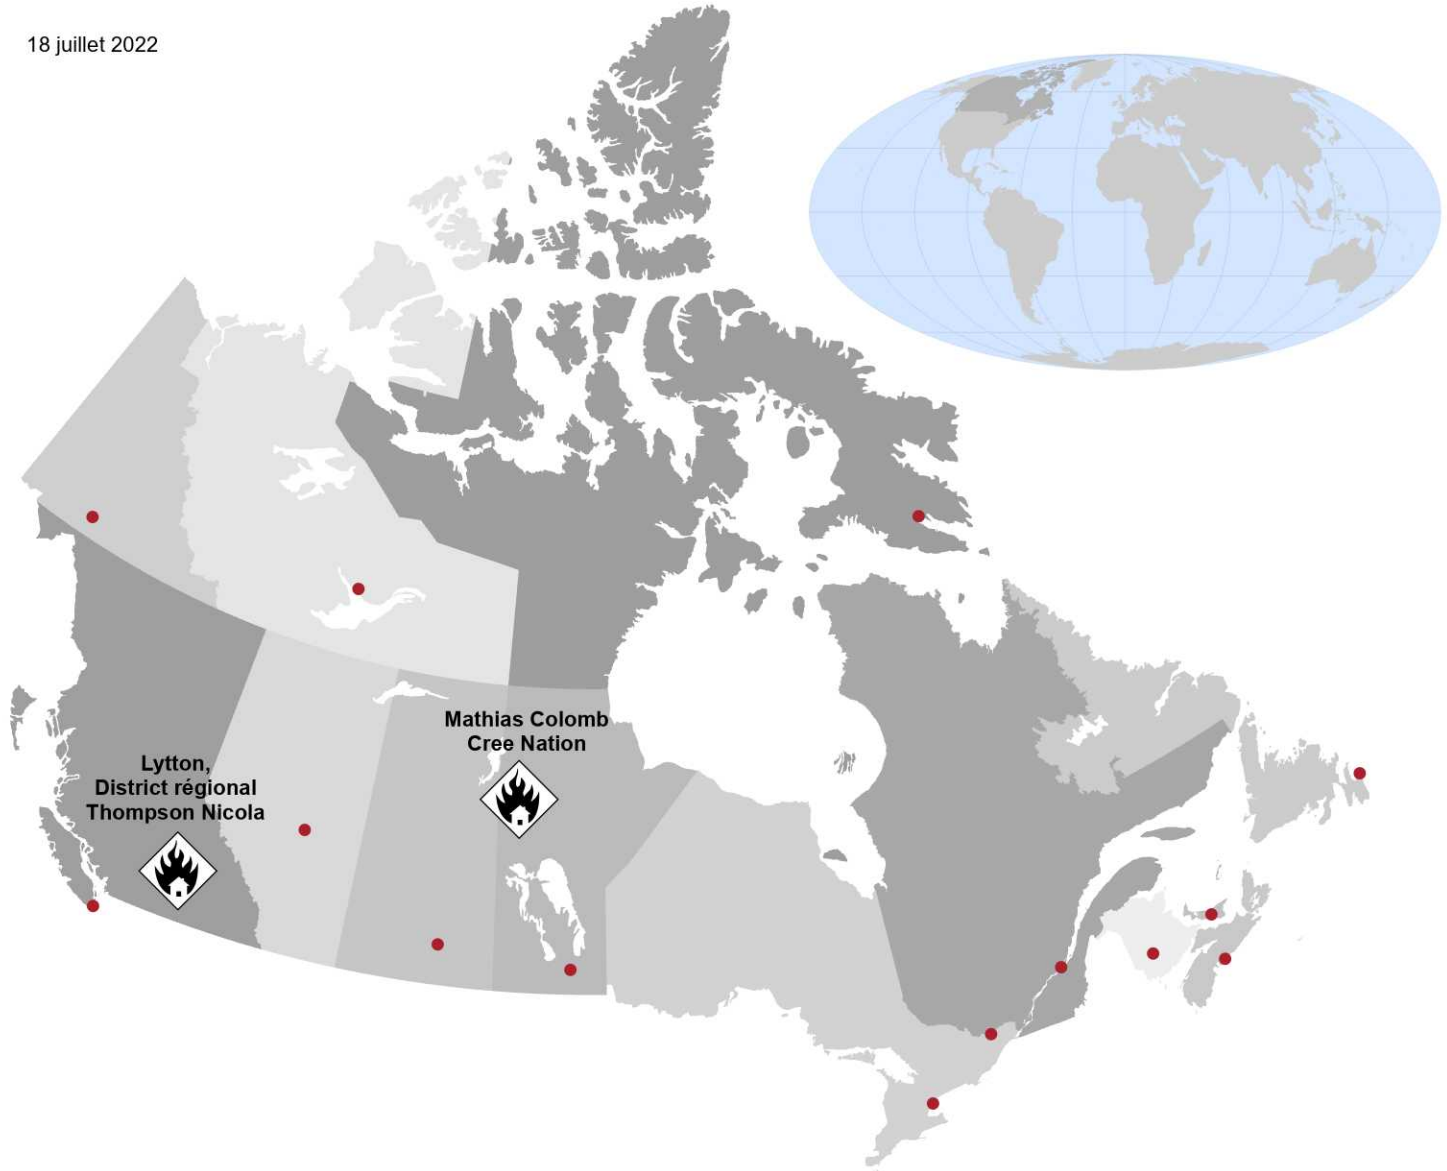 18 juillet 2022
Mathias Colomb
Cree Nation
Lytton,
District régional
Thompson Nicola